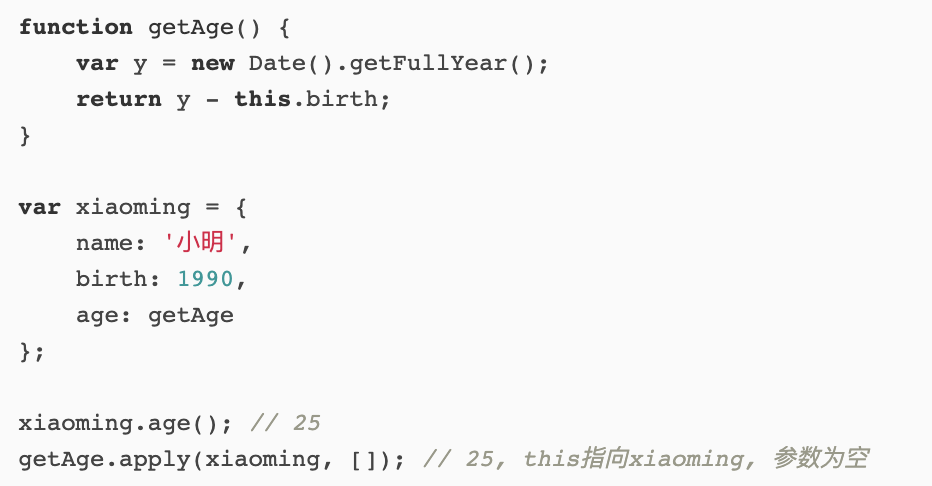 function getAge() {
    var y = new Date().getFullYear();
    return y - this.birth;
}

var xiaoming = {
    name: '小明',
    birth: 1990,
    age: getAge
};

xiaoming.age(); // 25
getAge.apply(xiaoming, []); // 25, this指向xiaoming, 参数为空